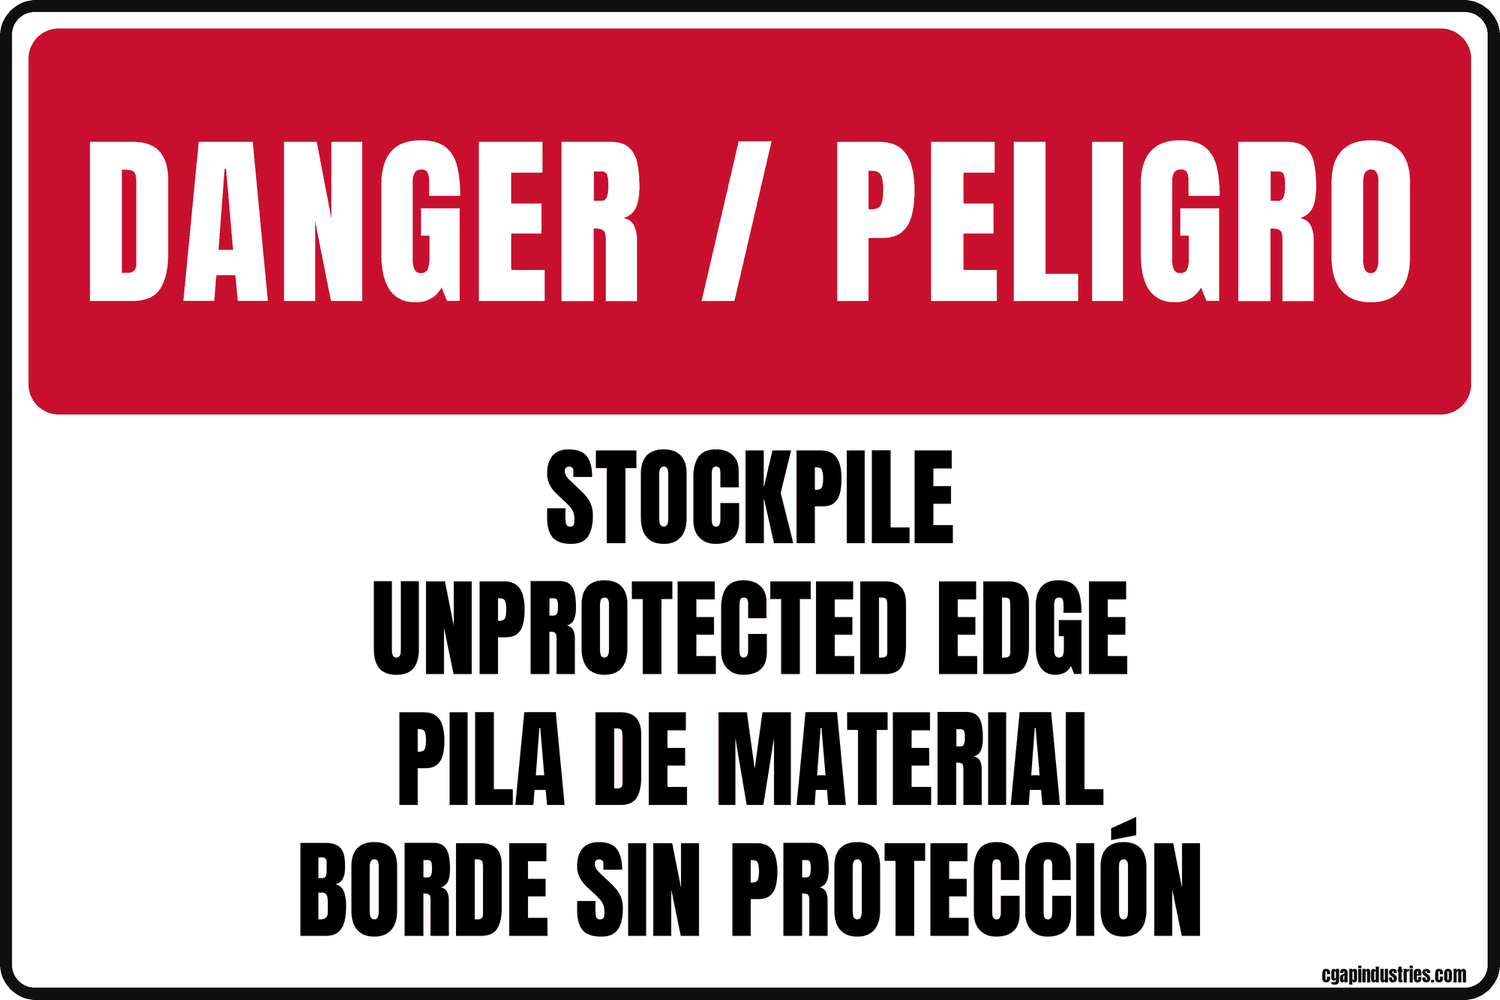 DANGER / PELIGRO
STOCKPILE
UNPROTECTED EDGE
PILA DE MATERIAL
BORDE SIN PROTECCIÓN
cgapindustries.com